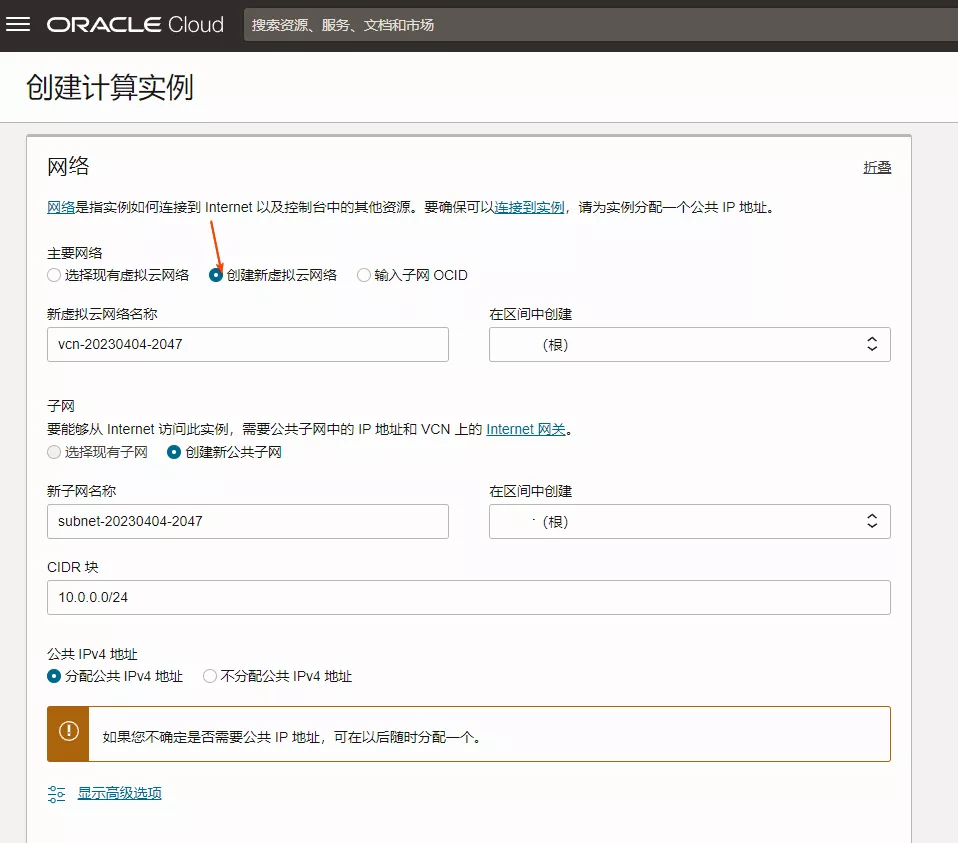 ORACLE Cloud
搜索资源、服务、文档和市场
创建计算实例
网络
折叠
网络是指实例如何连接到 Internet 以及控制台中的其他资源。要确保可以连接到实例，请为实例分配一个公共 IP 地址。
主要网络
选择现有虚拟云网络 创建新虚拟云网络 输入子网 OCID
新虚拟云网络名称 在区间中创建
vcn-20230404-2047 (根)
子网
要能够从 Internet 访问此实例，需要公共子网中的 IP 地址和 VCN 上的 Internet 网关。
选择现有子网 创建新公共子网
新子网名称 在区间中创建
subnet-20230404-2047 (根)
CIDR 块
10.0.0.0/24
公共 IPv4 地址
分配公共 IPv4 地址 不分配公共 IPv4 地址
如果您不确定是否需要公共 IP 地址，可在以后随时分配一个。
显示高级选项